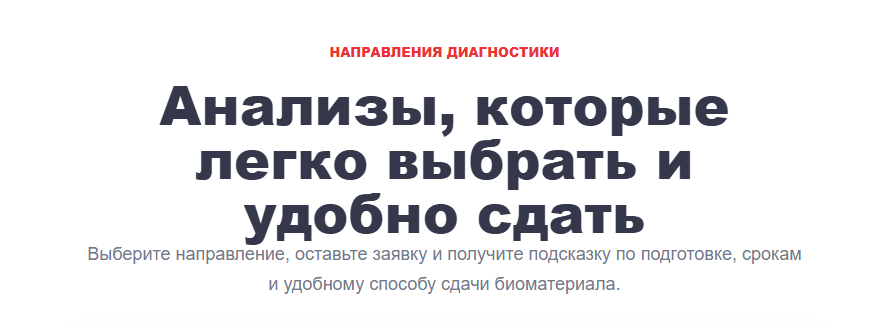 НАПРАВЛЕНИЯ ДИАГНОСТИКИ
Анализы, которые
легко выбрать и
удобно сдать
Выберите направление, оставьте заявку и получите подсказку по подготовке, срокам
и удобному способу сдачи биоматериала.